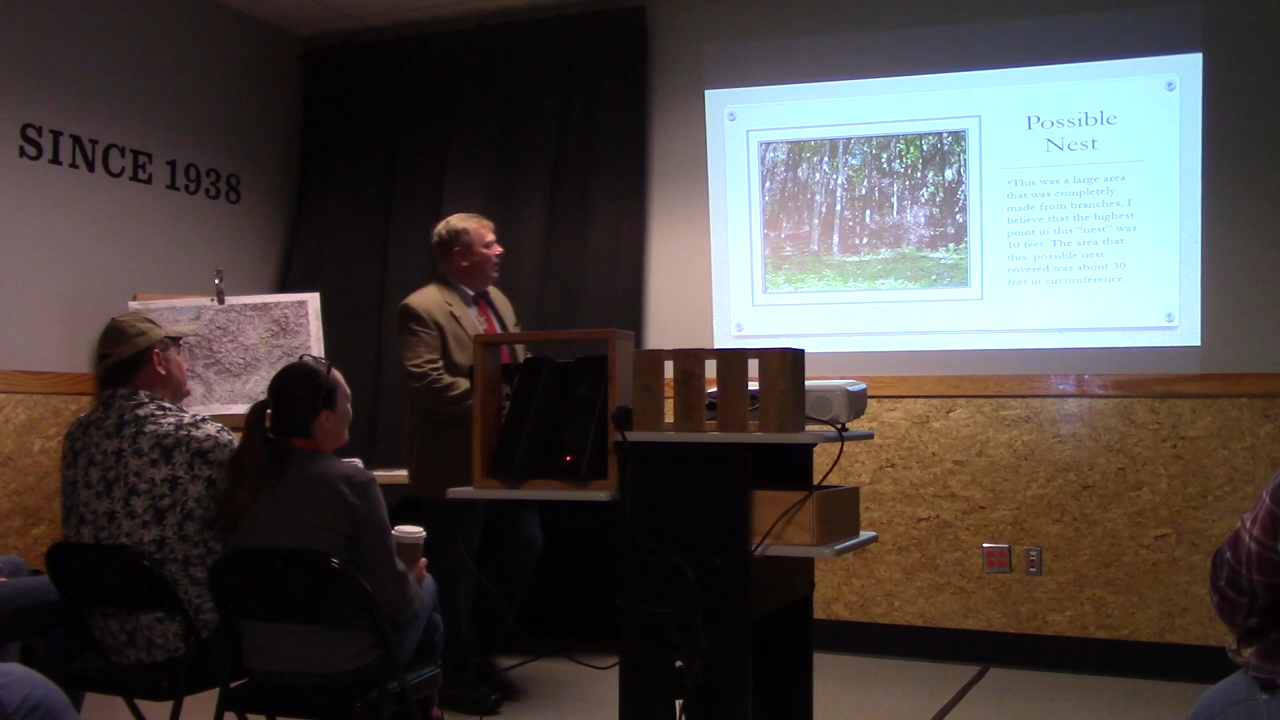 SINCE 1938
Possible
Nest
•This was a large area
that was completely
made from branches, I
believe that the highest
point in this “nest” was
10 feet. The area that
this possible nest
covered was about 30
feet in circumference